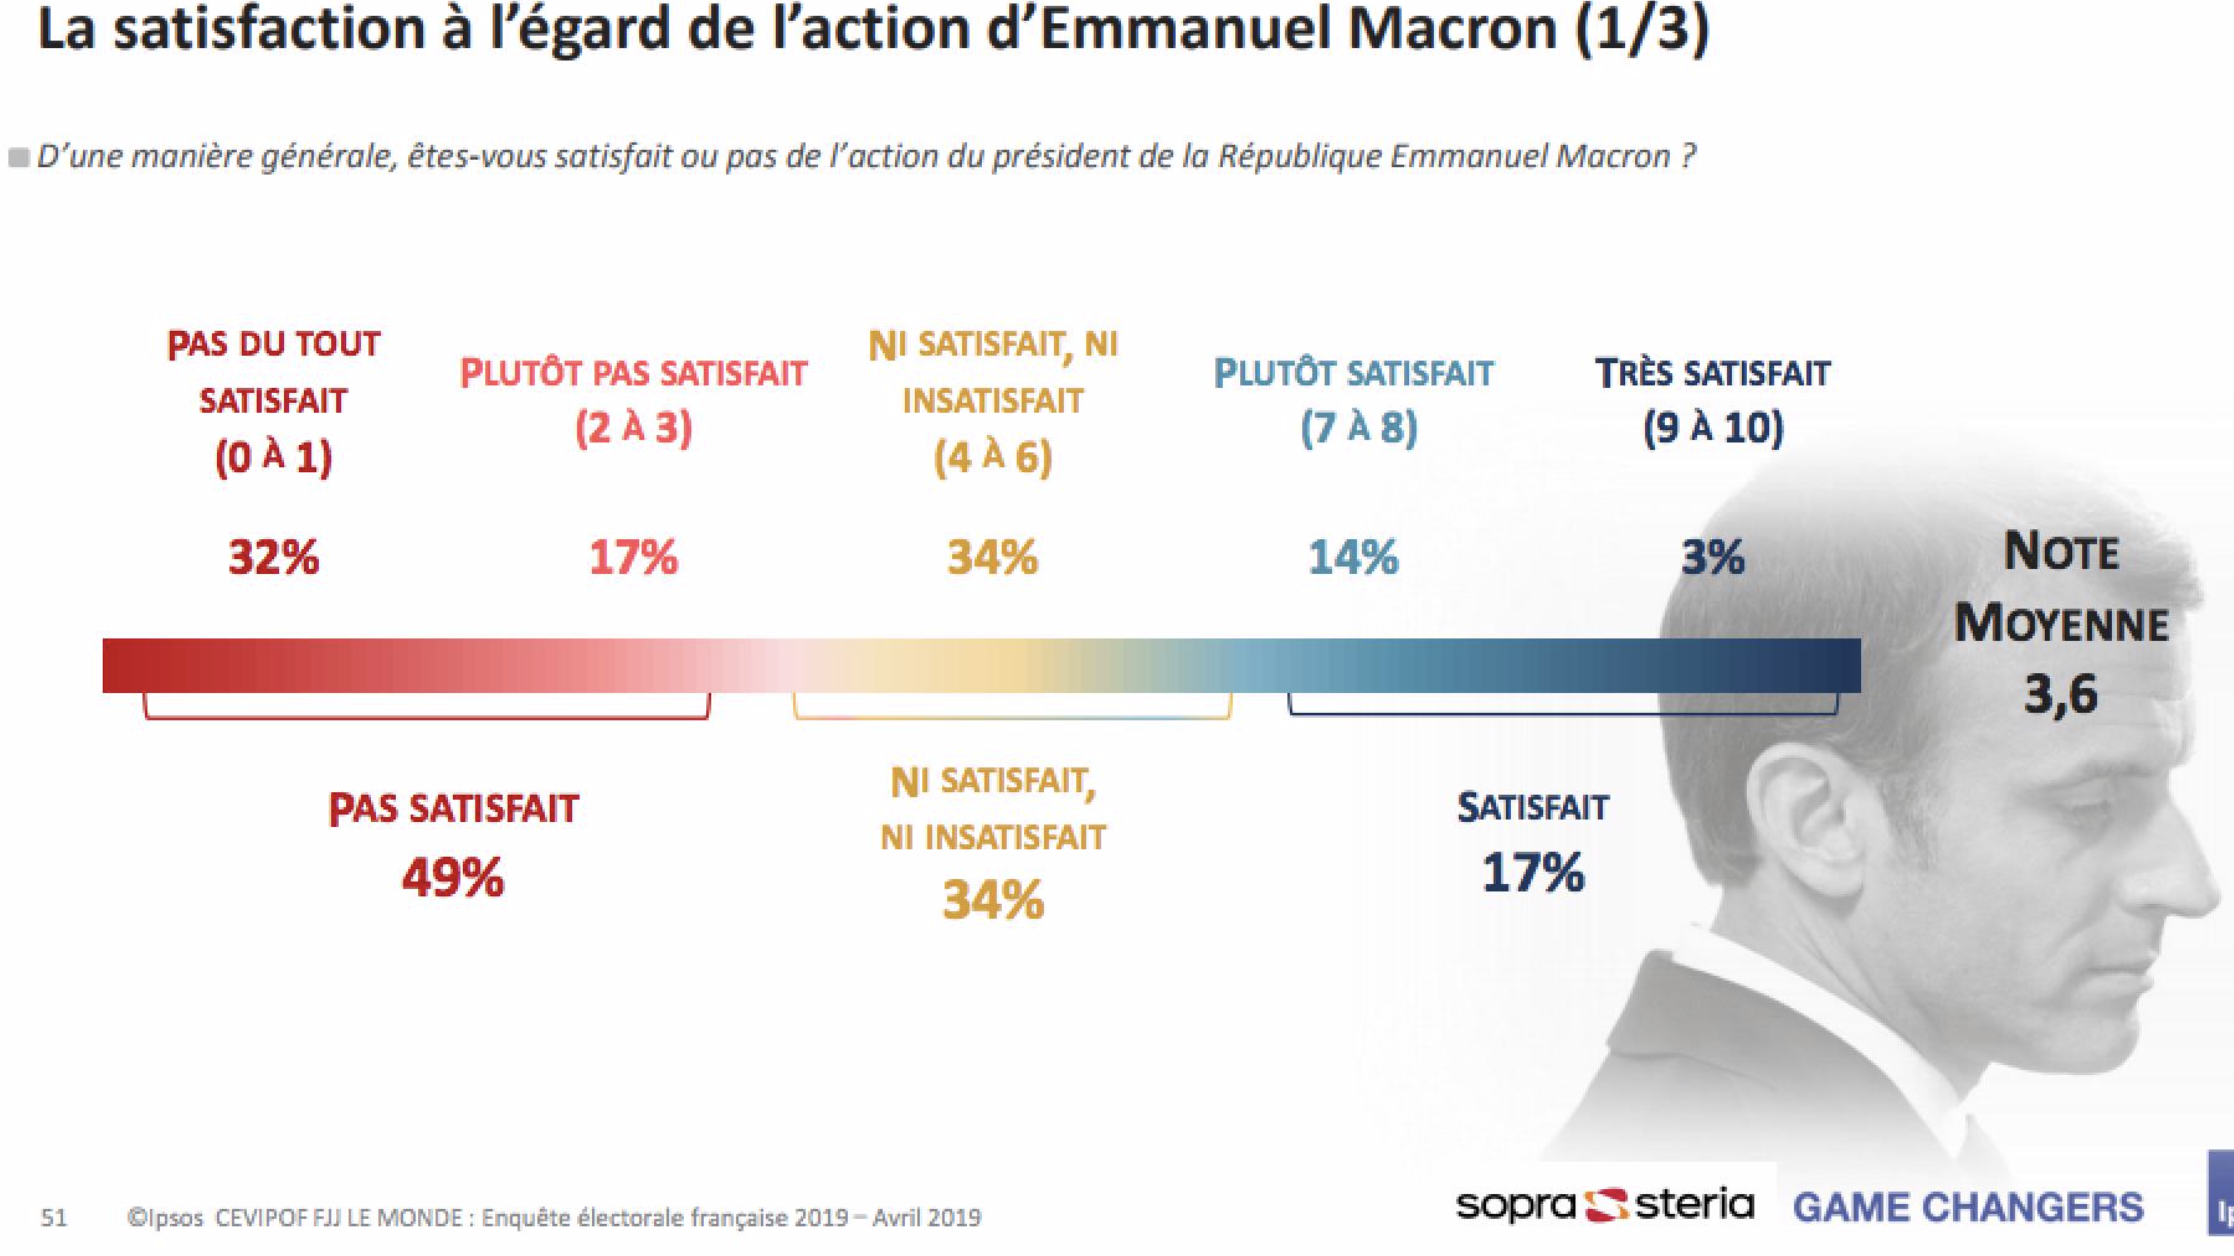 La satisfaction à l’égard de l’action d’Emmanuel Macron (1/3)
D’une manière générale, êtes-vous satisfait ou pas de l’action du président de la République Emmanuel Macron ?
PAS DU TOUT
SATISFAIT
(0 À 1)
32%
PLUTÔT PAS SATISFAIT
(2 À 3)
17%
NI SATISFAIT, NI
INSATISFAIT
(4 À 6)
34%
PLUTÔT SATISFAIT
(7 À 8)
14%
TRÈS SATISFAIT
(9 À 10)
3%
NOTE
MOYENNE
3,6
PAS SATISFAIT
49%
NI SATISFAIT,
NI INSATISFAIT
34%
SATISFAIT
17%
51 ©Ipsos CEVIPOF FJJ LE MONDE : Enquête électorale française 2019 – Avril 2019
sopra steria
GAME CHANGERS